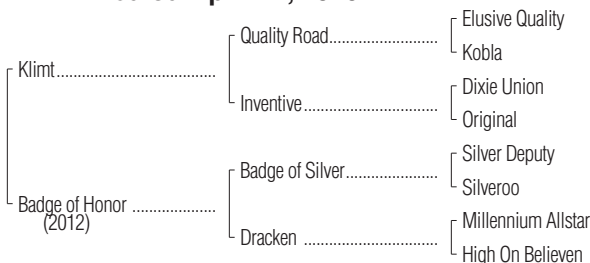 Elusive Quality
Quality Road
Kobla
Klimt
Dixie Union
Inventive
Original
Silver Deputy
Badge of Silver
Silveroo
Badge of Honor
(2012)
Millennium Allstar
Dracken
High On Believen